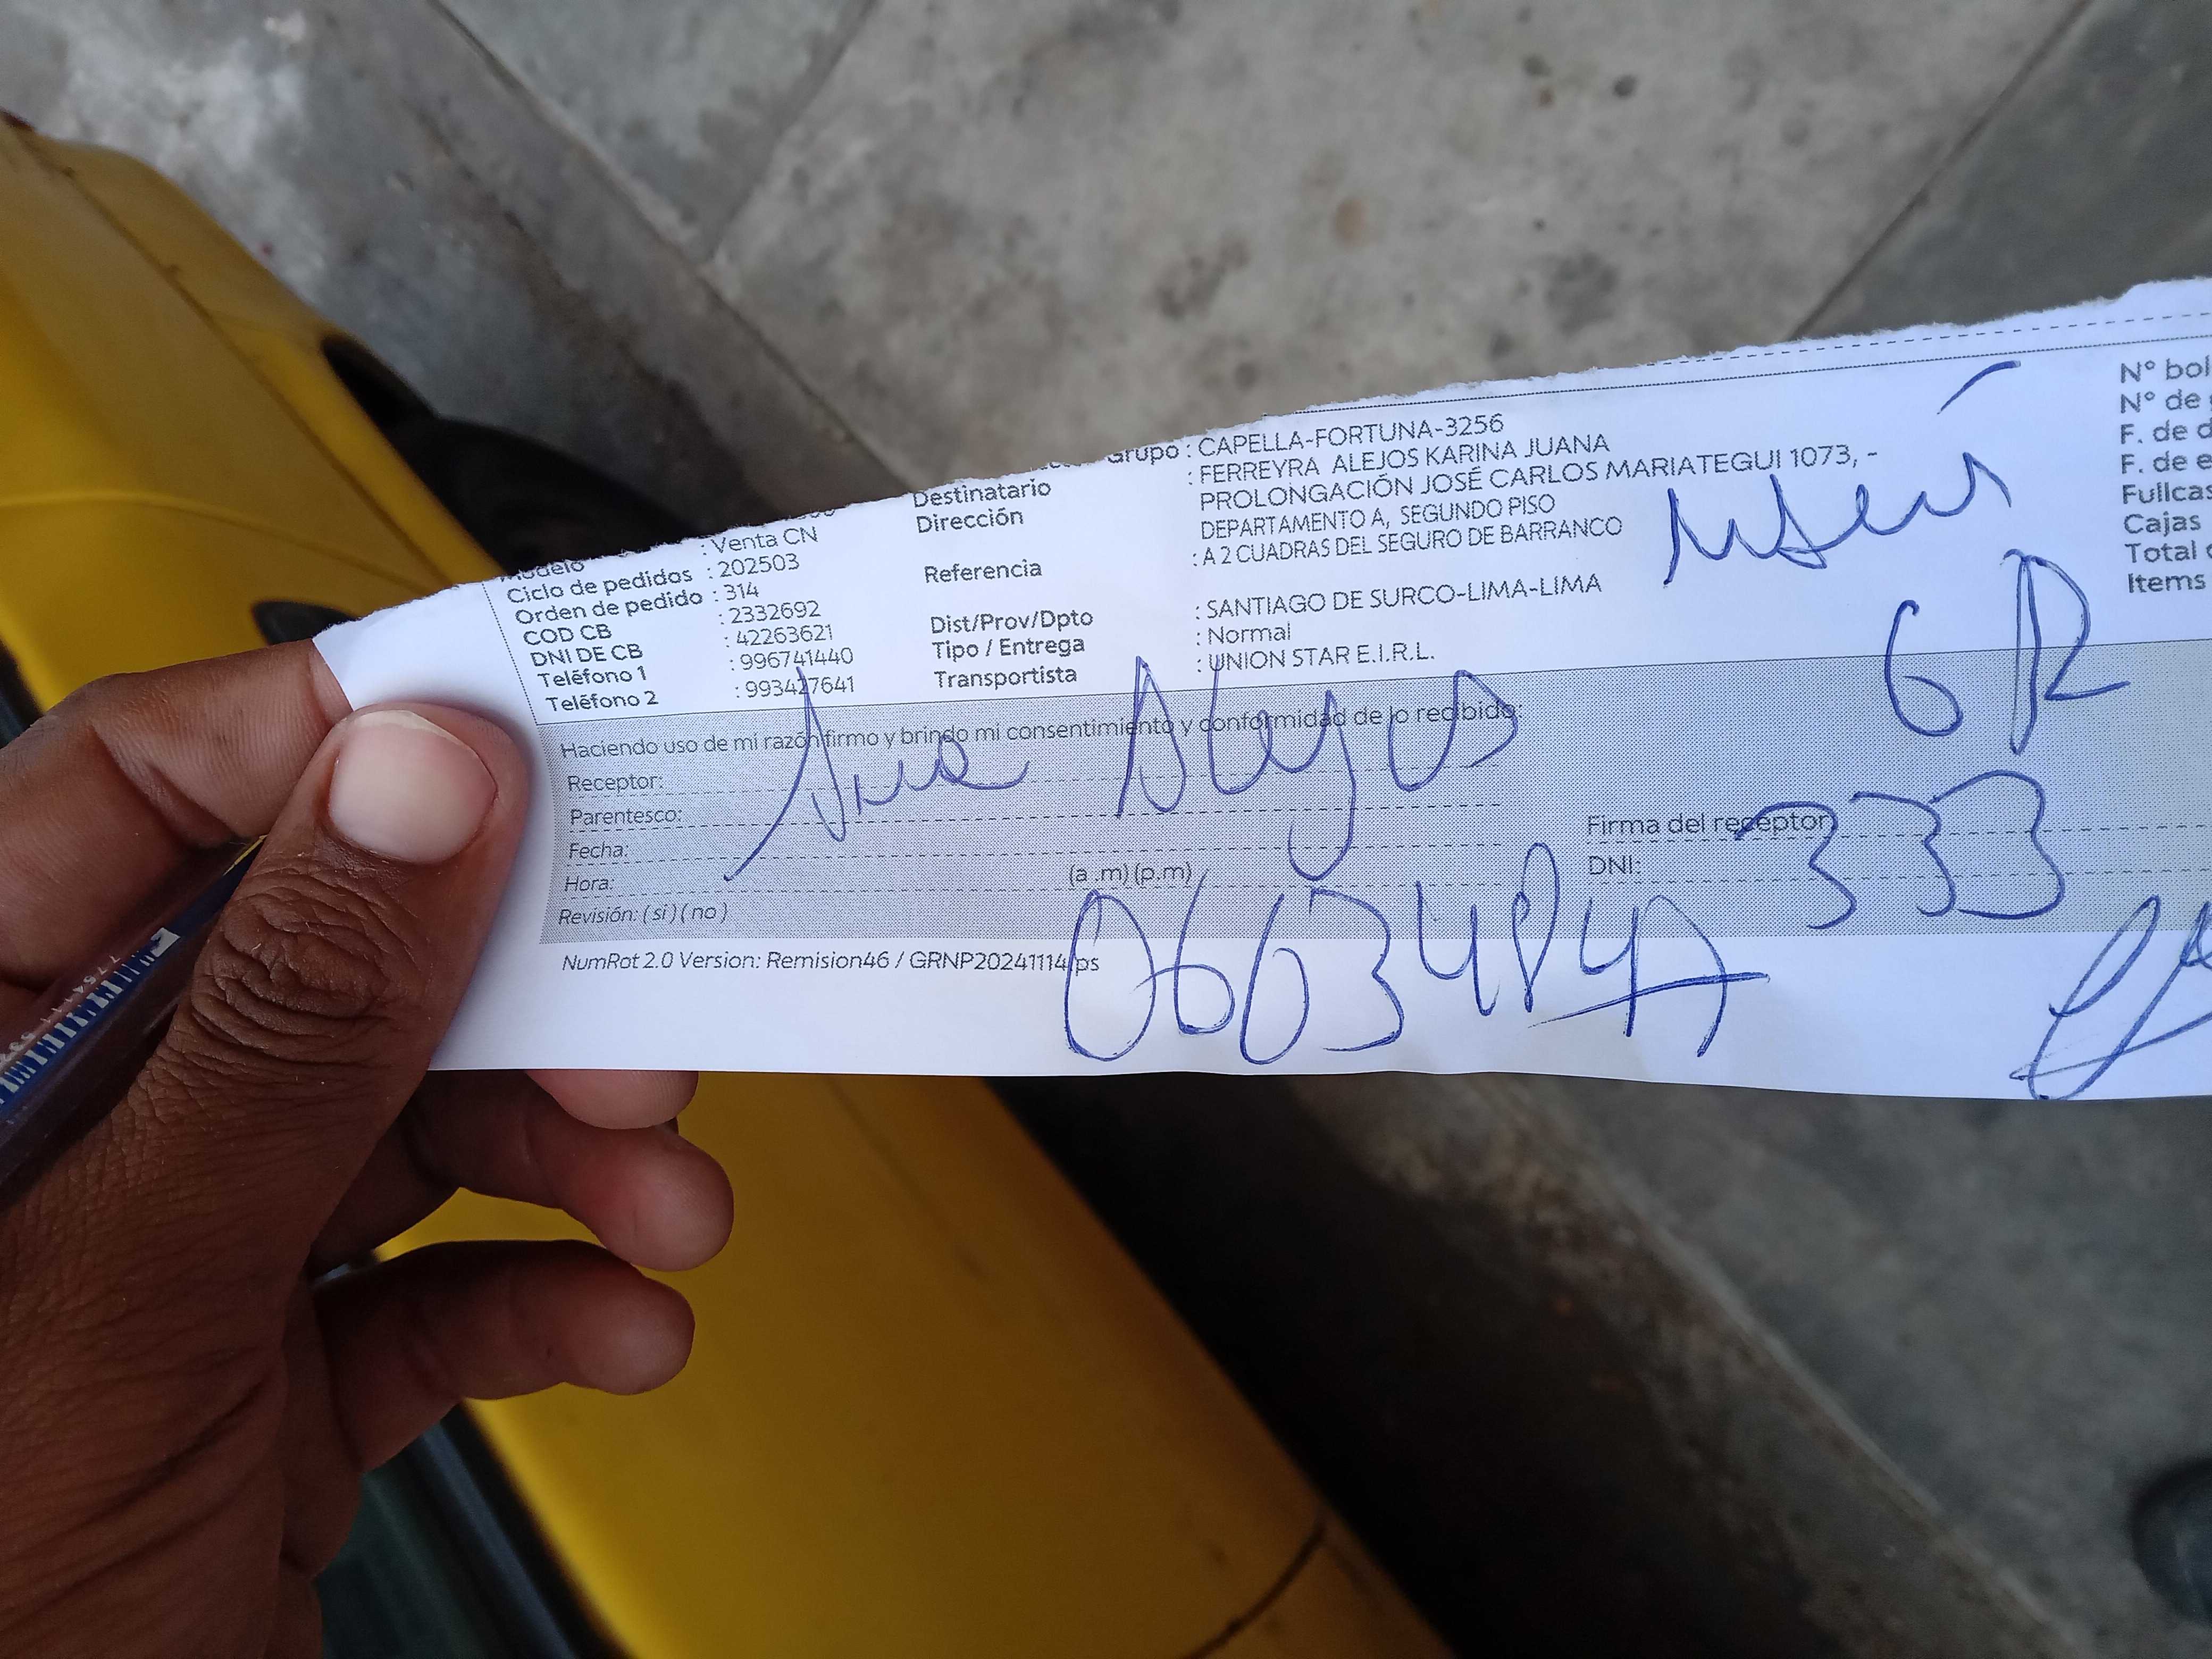 Grupo : CAPELLA-FORTUNA-3256
Destinatario : FERREYRA ALEJOS KARINA JUANA
Dirección PROLONGACIÓN JOSÉ CARLOS MARIATEGUI 1073, -
DEPARTAMENTO A, SEGUNDO PISO
Referencia : A 2 CUADRAS DEL SEGURO DE BARRANCO
Dist/Prov/Dpto : SANTIAGO DE SURCO-LIMA-LIMA
Tipo / Entrega : Normal
Transportista : UNION STAR E.I.R.L.
Modelo : Venta CN
Ciclo de pedidos : 202503
Orden de pedido : 314
COD CB : 2332692
DNI DE CB : 42263621
Teléfono 1 : 996741440
Teléfono 2 : 993427641
N° bol
N° de
F. de d
F. de e
Fullcas
Cajas
Total
Items
6 R
333
Haciendo uso de mi razón firmo y brindo mi consentimiento y conformidad de lo recibido:
Receptor:
Parentesco:
Fecha:
Hora: (a .m) (p.m)
Revisión: ( si ) ( no )
Firma del receptor
DNI:
NumRot 2.0 Version: Remision46 / GRNP20241114/ps